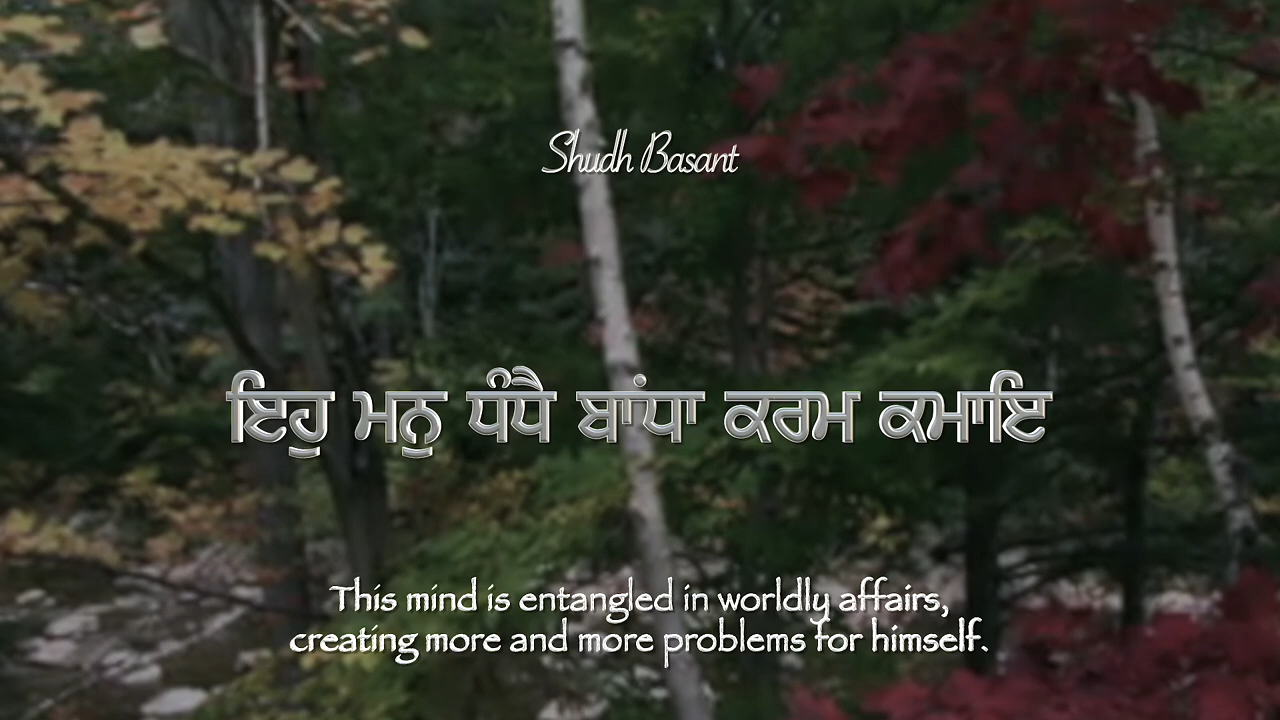 Shudh Basant
ਇਹੁ ਮਨੁ ਧੰਧੈ ਬਾਂਧਾ ਕਰਮ ਕਮਾਇ
This mind is entangled in worldly affairs,
creating more and more problems for himself.